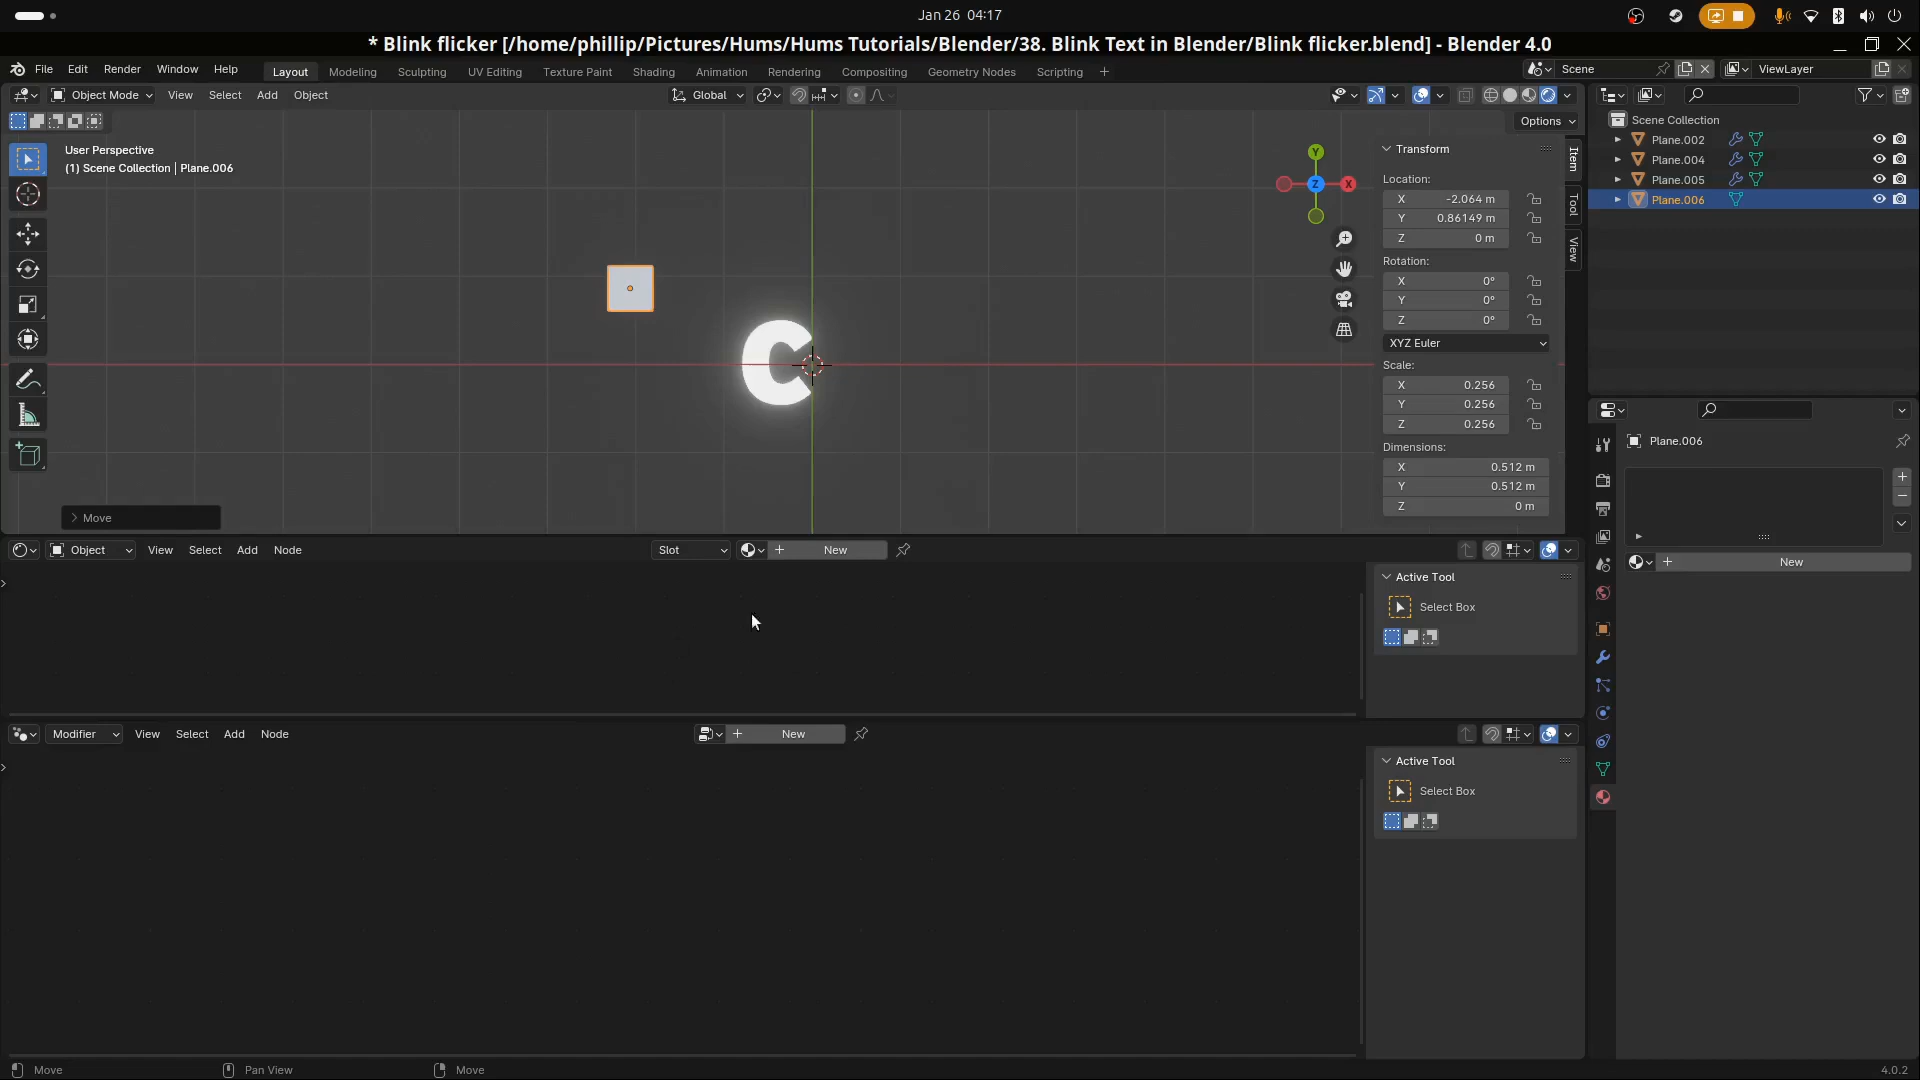 Jan 26 04:17
* Blink flicker [/home/phillip/Pictures/Hums/Hums Tutorials/Blender/38. Blink Text in Blender/Blink flicker.blend] - Blender 4.0
File Edit Render Window Help
Layout Modeling Sculpting UV Editing Texture Paint Shading Animation Rendering Compositing Geometry Nodes Scripting +
Scene
ViewLayer
Object Mode View Select Add Object
Global
Options
User Perspective
(1) Scene Collection | Plane.006
Y
Z
X
C
Move
Transform
Location:
X -2.064 m
Y 0.86149 m
Z 0 m
Rotation:
X 0°
Y 0°
Z 0°
XYZ Euler
Scale:
X 0.256
Y 0.256
Z 0.256
Dimensions:
X 0.512 m
Y 0.512 m
Z 0 m
Item
Tool
View
Scene Collection
Plane.002
Plane.004
Plane.005
Plane.006
Plane.006
New
Object View Select Add Node
Slot
New
Active Tool
Select Box
Modifier View Select Add Node
New
Active Tool
Select Box
Move
Pan View
Move
4.0.2